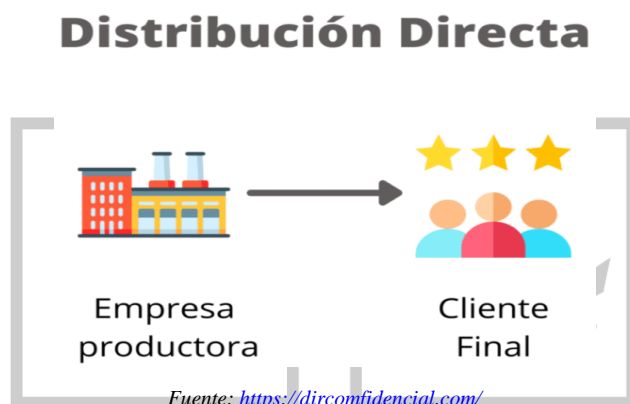 Distribución Directa
Empresa
productora
Cliente
Final
Fuente: https://dircomfidencial.com/